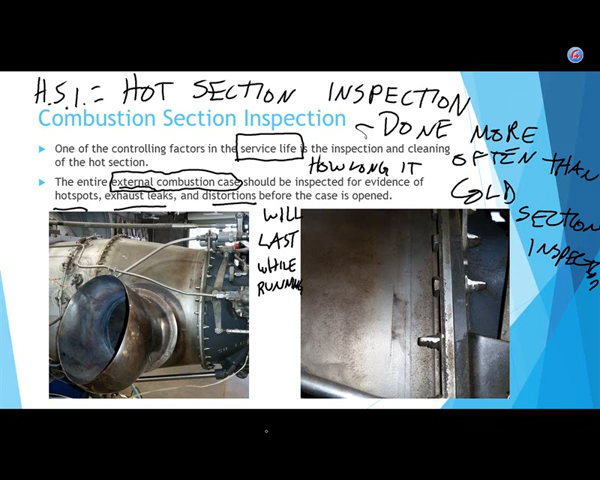 H.S.I. = HOT SECTION INSPECTION
Combustion Section Inspection
DONE MORE
OFTEN THAN
COLD
SECTION
One of the controlling factors in the service life is the inspection and cleaning
of the hot section.
HOW LONG IT
WILL
LAST
WHILE
The entire external combustion case should be inspected for evidence of
hotspots, exhaust leaks, and distortions before the case is opened.